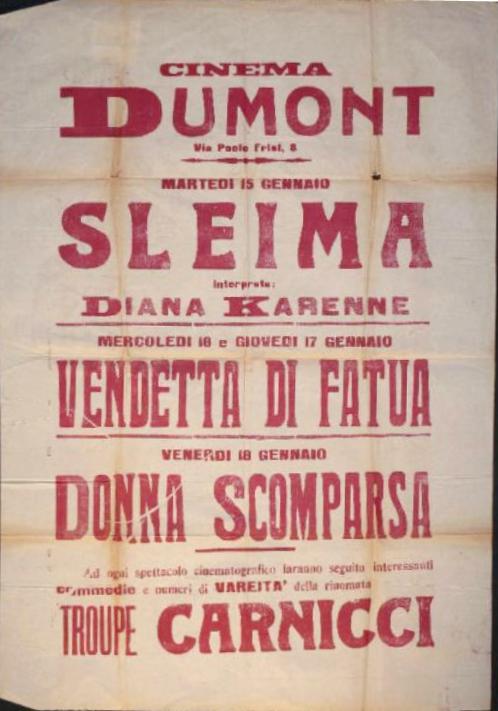 CINEMA
DUMONT
Via Paolo Frisi, 8
MARTEDI 15 GENNAIO
SLEIMA
Interprete:
DIANA KARENNE
MERCOLEDI 16 e GIOVEDI 17 GENNAIO
VENDETTA DI FATUA
VENERDI 18 GENNAIO
DONNA SCOMPARSA
Ad ogni spettacolo cinematografico faranno seguito interessanti
commedie e numeri di VAREITA' della rinomata
TROUPE CARNICCI